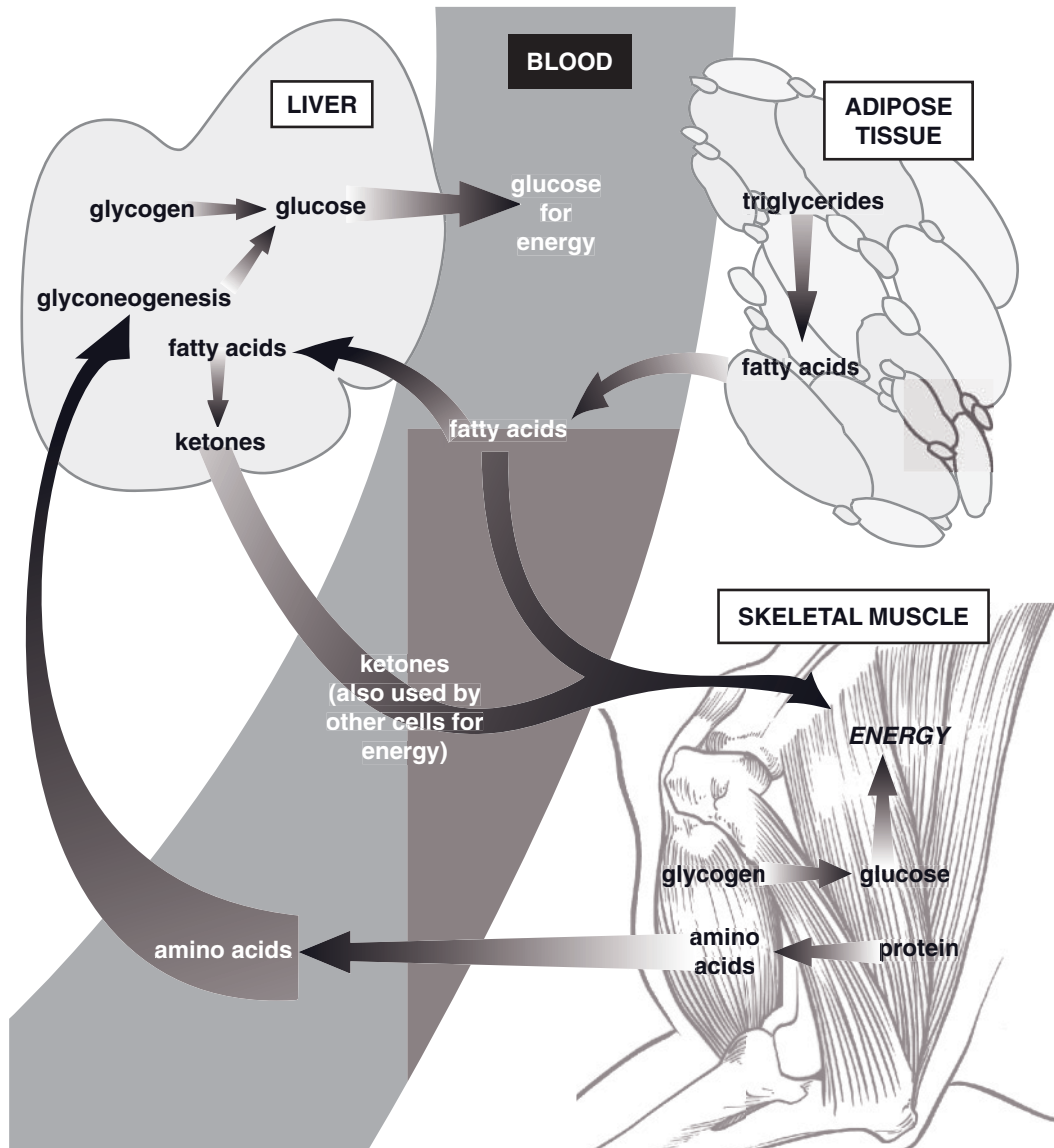 BLOOD
LIVER
ADIPOSE
TISSUE
glycogen
glucose
glucose
for
energy
triglycerides
glyconeogenesis
fatty acids
fatty acids
ketones
fatty acids
SKELETAL MUSCLE
ketones
(also used by
other cells for
energy)
ENERGY
glycogen
glucose
amino acids
amino
acids
protein